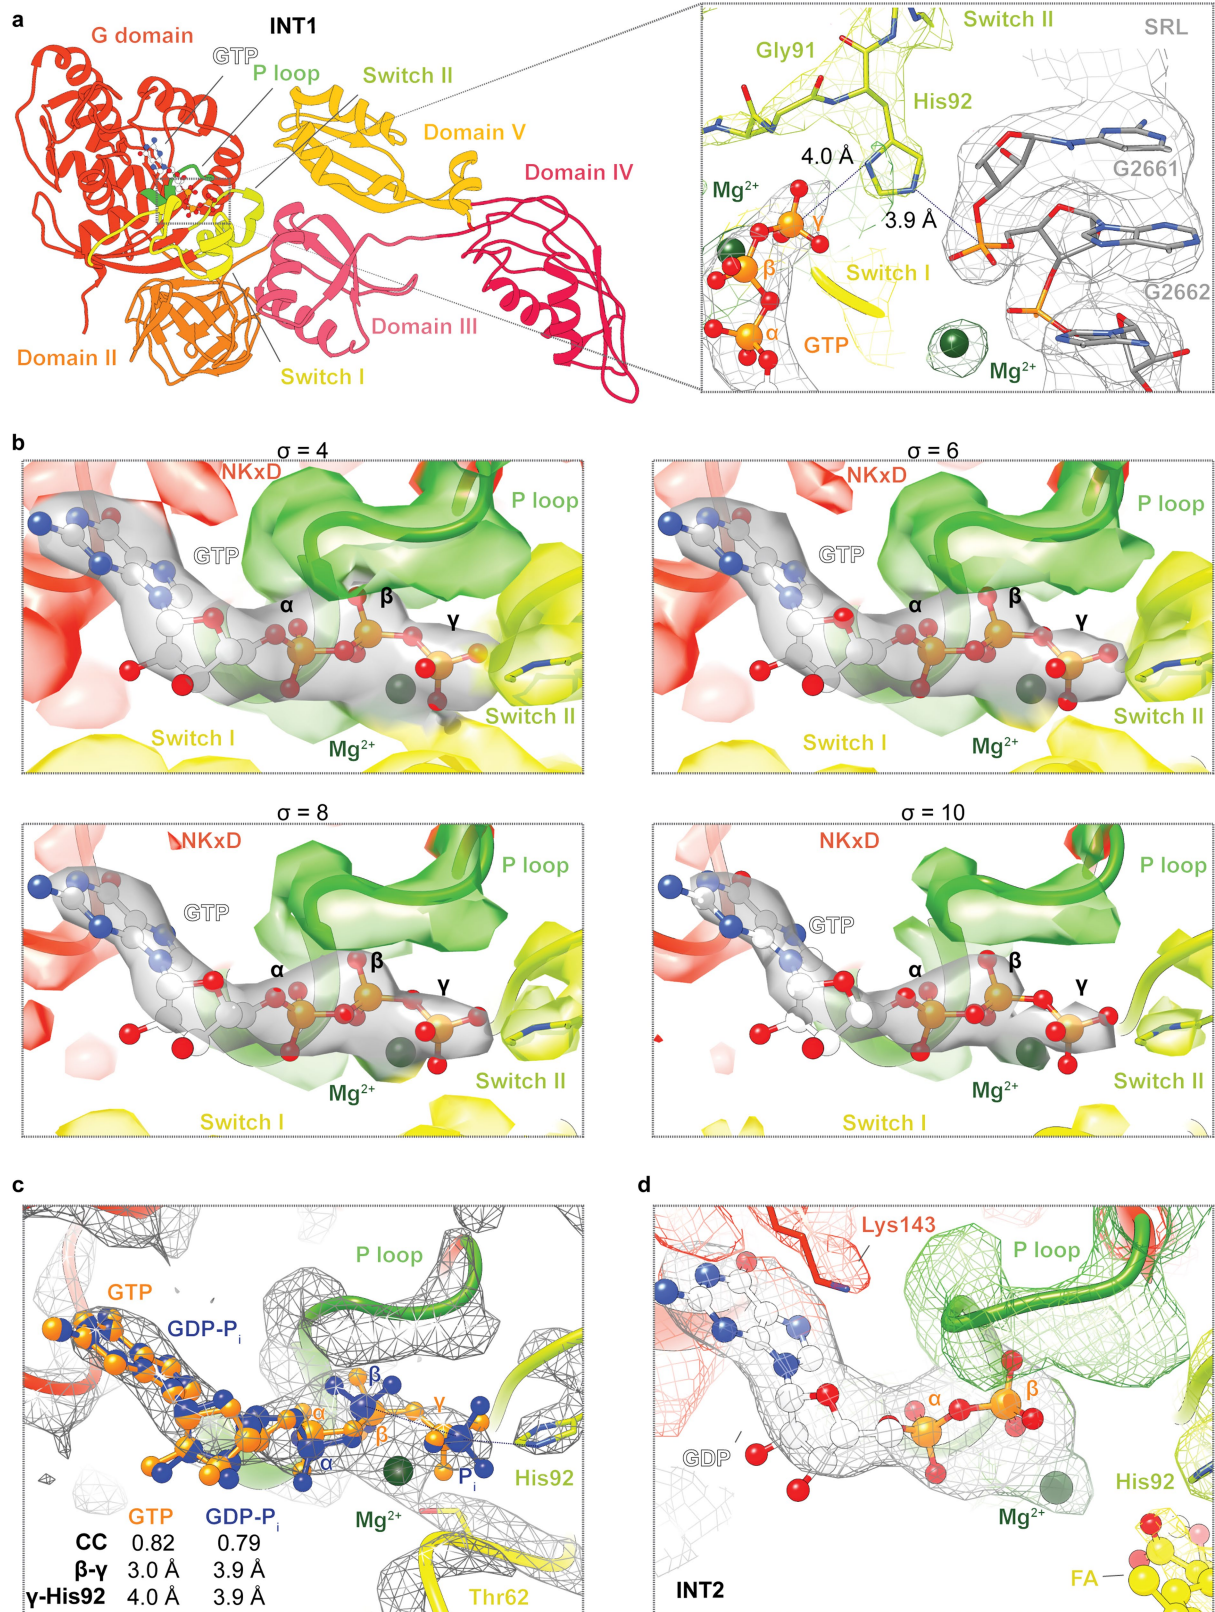 a
INT1
G domain
GTP
P loop
Switch II
Domain V
Domain IV
Domain III
Domain II
Switch I
Switch II
SRL
Gly91
His92
4.0 Å
Mg²⁺
G2661
3.9 Å
γ
β
Switch I
G2662
α
GTP
Mg²⁺
b
σ = 4
NKxD
P loop
GTP
α
β
γ
Switch II
Switch I
Mg²⁺
σ = 6
NKxD
P loop
GTP
α
β
γ
Switch II
Switch I
Mg²⁺
σ = 8
NKxD
P loop
GTP
α
β
γ
Switch II
Mg²⁺
Switch I
σ = 10
NKxD
P loop
GTP
α
β
γ
Switch II
Mg²⁺
Switch I
c
P loop
GTP
GDP-Pᵢ
β
γ
α
β
α
Pᵢ
His92
Mg²⁺
Thr62
GTP GDP-Pᵢ
CC 0.82 0.79
β-γ 3.0 Å 3.9 Å
γ-His92 4.0 Å 3.9 Å
d
Lys143
P loop
α
β
GDP
His92
Mg²⁺
FA
INT2